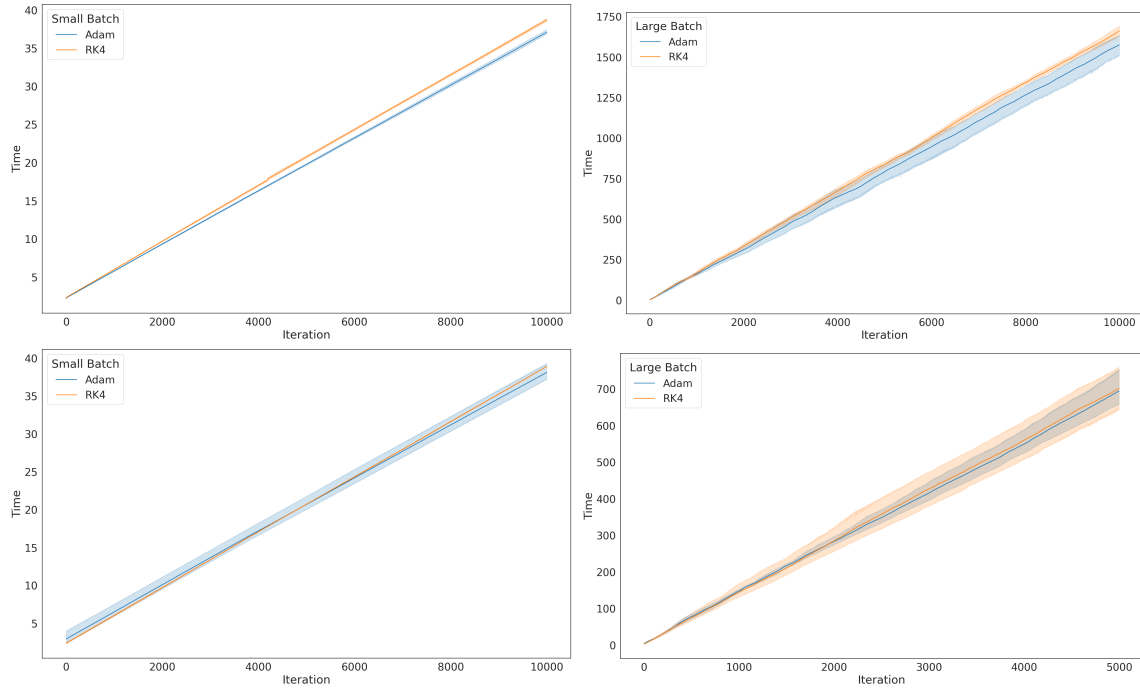 Small Batch
Adam
RK4
40
35
30
25
20
15
10
5
Time
0 2000 4000 6000 8000 10000
Iteration
Large Batch
Adam
RK4
1750
1500
1250
1000
750
500
250
0
Time
0 2000 4000 6000 8000 10000
Iteration
Small Batch
Adam
RK4
40
35
30
25
20
15
10
5
Time
0 2000 4000 6000 8000 10000
Iteration
Large Batch
Adam
RK4
700
600
500
400
300
200
100
0
Time
0 1000 2000 3000 4000 5000
Iteration